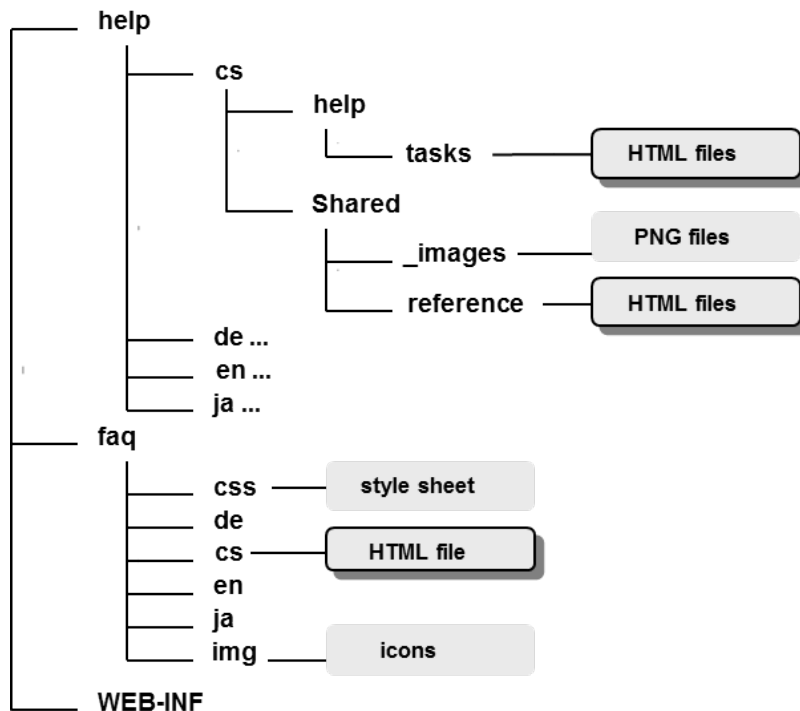 help
cs
help
tasks HTML files
Shared
_images PNG files
reference HTML files
de ...
en ...
ja ...
faq
css style sheet
de
cs HTML file
en
ja
img icons
WEB-INF